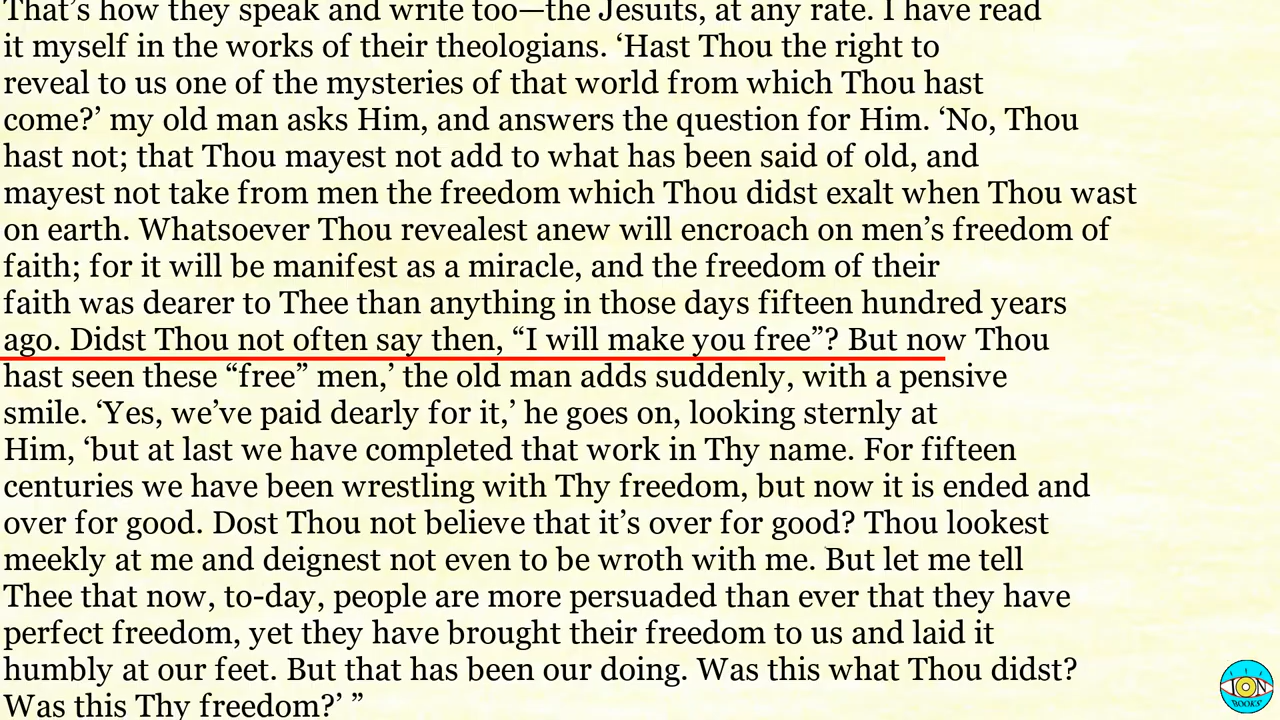 That’s how they speak and write too—the Jesuits, at any rate. I have read
it myself in the works of their theologians. ‘Hast Thou the right to
reveal to us one of the mysteries of that world from which Thou hast
come?’ my old man asks Him, and answers the question for Him. ‘No, Thou
hast not; that Thou mayest not add to what has been said of old, and
mayest not take from men the freedom which Thou didst exalt when Thou wast
on earth. Whatsoever Thou revealest anew will encroach on men’s freedom of
faith; for it will be manifest as a miracle, and the freedom of their
faith was dearer to Thee than anything in those days fifteen hundred years
ago. Didst Thou not often say then, “I will make you free”? But now Thou
hast seen these “free” men,’ the old man adds suddenly, with a pensive
smile. ‘Yes, we’ve paid dearly for it,’ he goes on, looking sternly at
Him, ‘but at last we have completed that work in Thy name. For fifteen
centuries we have been wrestling with Thy freedom, but now it is ended and
over for good. Dost Thou not believe that it’s over for good? Thou lookest
meekly at me and deignest not even to be wroth with me. But let me tell
Thee that now, to-day, people are more persuaded than ever that they have
perfect freedom, yet they have brought their freedom to us and laid it
humbly at our feet. But that has been our doing. Was this what Thou didst?
Was this Thy freedom?’ ”
ION
BOOKS